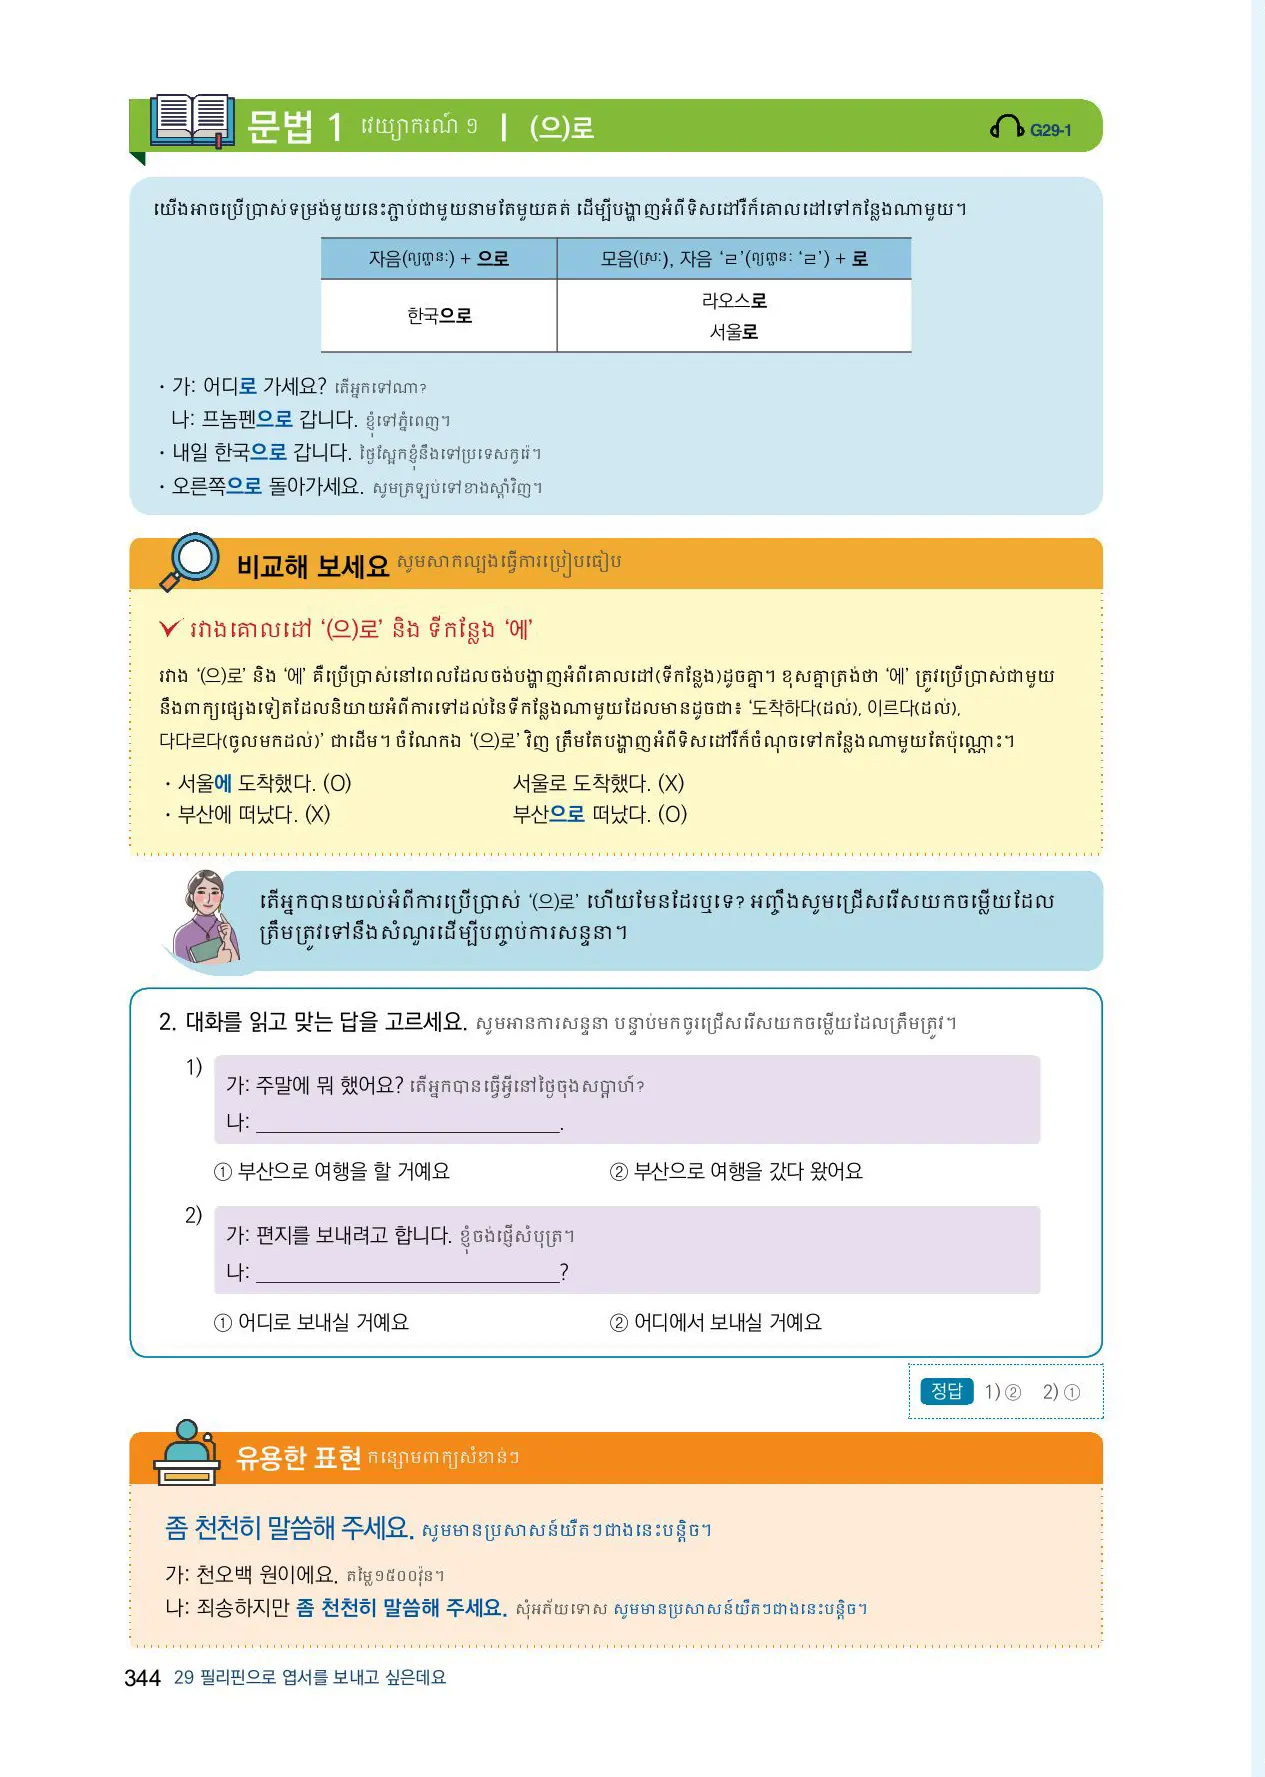 문법 1 វេយ្យាករណ៍ ១ | (으)로
G29-1
យើងអាចប្រើប្រាស់ទម្រង់មួយនេះភ្ជាប់ជាមួយនាមតែមួយគត់ ដើម្បីបង្ហាញអំពីទិសដៅរឺក៏គោលដៅទៅកន្លែងណាមួយ។
자음(ព្យញ្ជនៈ) + 으로
모음(ស្រៈ), 자음 ‘ㄹ’(ព្យញ្ជនៈ ‘ㄹ’) + 로
한국으로
라오스로
서울로
· 가: 어디로 가세요? តើអ្នកទៅណា?
나: 프놈펜으로 갑니다. ខ្ញុំទៅភ្នំពេញ។
· 내일 한국으로 갑니다. ថ្ងៃស្អែកខ្ញុំនឹងទៅប្រទេសកូរ៉េ។
· 오른쪽으로 돌아가세요. សូមត្រឡប់ទៅខាងស្តាំវិញ។
비교해 보세요 សូមសាកល្បងធ្វើការប្រៀបធៀប
រវាងគោលដៅ ‘(으)로’ និង ទីកន្លែង ‘에’
រវាង ‘(으)로’ និង ‘에’ គឺប្រើប្រាស់នៅពេលដែលចង់បង្ហាញអំពីគោលដៅ(ទីកន្លែង)ដូចគ្នា។ ខុសគ្នាត្រង់ថា ‘에’ ត្រូវប្រើប្រាស់ជាមួយ
នឹងពាក្យផ្សេងទៀតដែលនិយាយអំពីការទៅដល់នៃទីកន្លែងណាមួយដែលមានដូចជា៖ ‘도착하다(ដល់), 이르다(ដល់),
다다르다(ចូលមកដល់)’ ជាដើម។ ចំណែកឯ ‘(으)로’ វិញ ត្រឹមតែបង្ហាញអំពីទិសដៅរឺក៏ចំណុចទៅកន្លែងណាមួយតែប៉ុណ្ណោះ។
· 서울에 도착했다. (O) 서울로 도착했다. (X)
· 부산에 떠났다. (X) 부산으로 떠났다. (O)
តើអ្នកបានយល់អំពីការប្រើប្រាស់ ‘(으)로’ ហើយមែនដែរឬទេ? អញ្ចឹងសូមជ្រើសរើសយកចម្លើយដែល
ត្រឹមត្រូវទៅនឹងសំណួរដើម្បីបញ្ចប់ការសន្ទនា។
2. 대화를 읽고 맞는 답을 고르세요. សូមអានការសន្ទនា បន្ទាប់មកចូរជ្រើសរើសយកចម្លើយដែលត្រឹមត្រូវ។
1)
가: 주말에 뭐 했어요? តើអ្នកបានធ្វើអ្វីនៅថ្ងៃចុងសប្តាហ៍?
나: ____________________.
① 부산으로 여행을 할 거예요 ② 부산으로 여행을 갔다 왔어요
2)
가: 편지를 보내려고 합니다. ខ្ញុំចង់ផ្ញើសំបុត្រ។
나: ____________________?
① 어디로 보내실 거예요 ② 어디에서 보내실 거예요
정답 1) ② 2) ①
유용한 표현 កន្សោមពាក្យសំខាន់ៗ
좀 천천히 말씀해 주세요. សូមមានប្រសាសន៍យឺតៗជាងនេះបន្តិច។
가: 천오백 원이에요. តម្លៃ១៥០០វ៉ុន។
나: 죄송하지만 좀 천천히 말씀해 주세요. សុំអភ័យទោស សូមមានប្រសាសន៍យឺតៗជាងនេះបន្តិច។
344 29 필리핀으로 엽서를 보내고 싶은데요